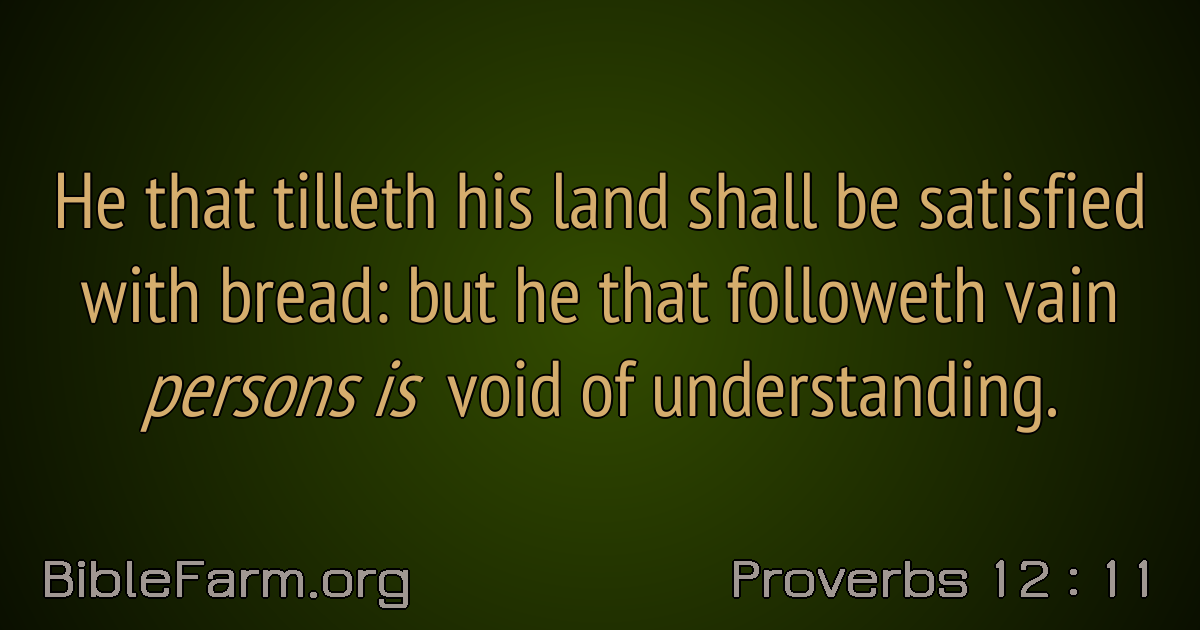 He that tilleth his land shall be satisfied
with bread: but he that followeth vain
persons is void of understanding.
BibleFarm.org
Proverbs 12 : 11